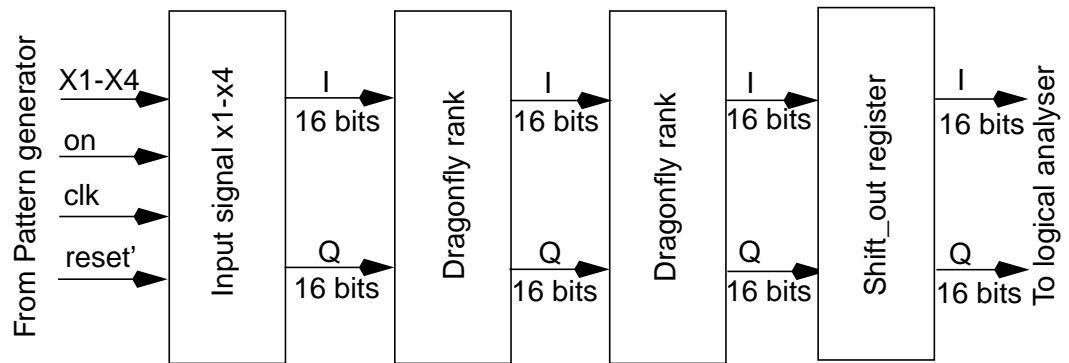 From Pattern generator
X1-X4
on
clk
reset’
Input signal x1-x4
I
16 bits
Q
16 bits
Dragonfly rank
I
16 bits
Q
16 bits
Dragonfly rank
I
16 bits
Q
16 bits
Shift_out register
I
16 bits
Q
16 bits
To logical analyser